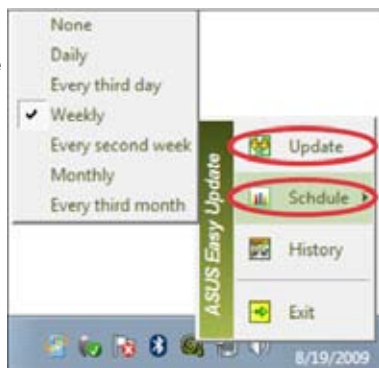 None
Daily
Every third day
Weekly
Every second week
Monthly
Every third month
ASUS Easy Update
Update
Schdule
History
Exit
8/19/2009